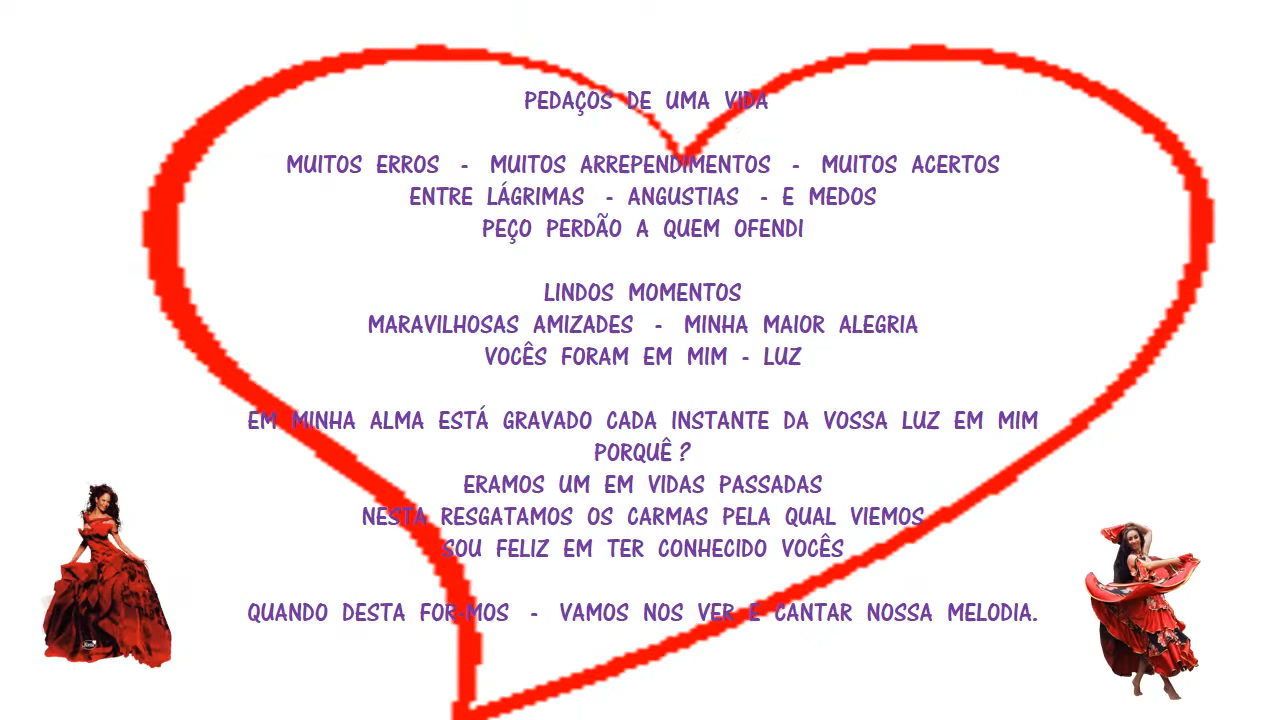 PEDAÇOS DE UMA VIDA
MUITOS ERROS - MUITOS ARREPENDIMENTOS - MUITOS ACERTOS
ENTRE LÁGRIMAS - ANGUSTIAS - E MEDOS
PEÇO PERDÃO A QUEM OFENDI
LINDOS MOMENTOS
MARAVILHOSAS AMIZADES - MINHA MAIOR ALEGRIA
VOCÊS FORAM EM MIM - LUZ
EM MINHA ALMA ESTÁ GRAVADO CADA INSTANTE DA VOSSA LUZ EM MIM
PORQUÊ ?
ERAMOS UM EM VIDAS PASSADAS
NESTA RESGATAMOS OS CARMAS PELA QUAL VIEMOS
SOU FELIZ EM TER CONHECIDO VOCÊS
QUANDO DESTA FOR-MOS - VAMOS NOS VER E CANTAR NOSSA MELODIA.